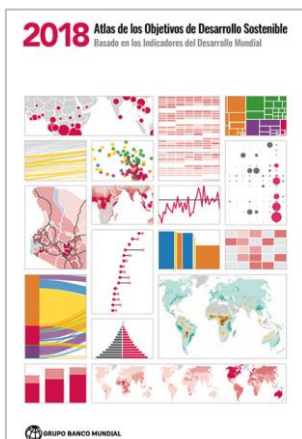 2018 Atlas de los Objetivos de Desarrollo Sostenible
Basado en los Indicadores del Desarrollo Mundial
GRUPO BANCO MUNDIAL